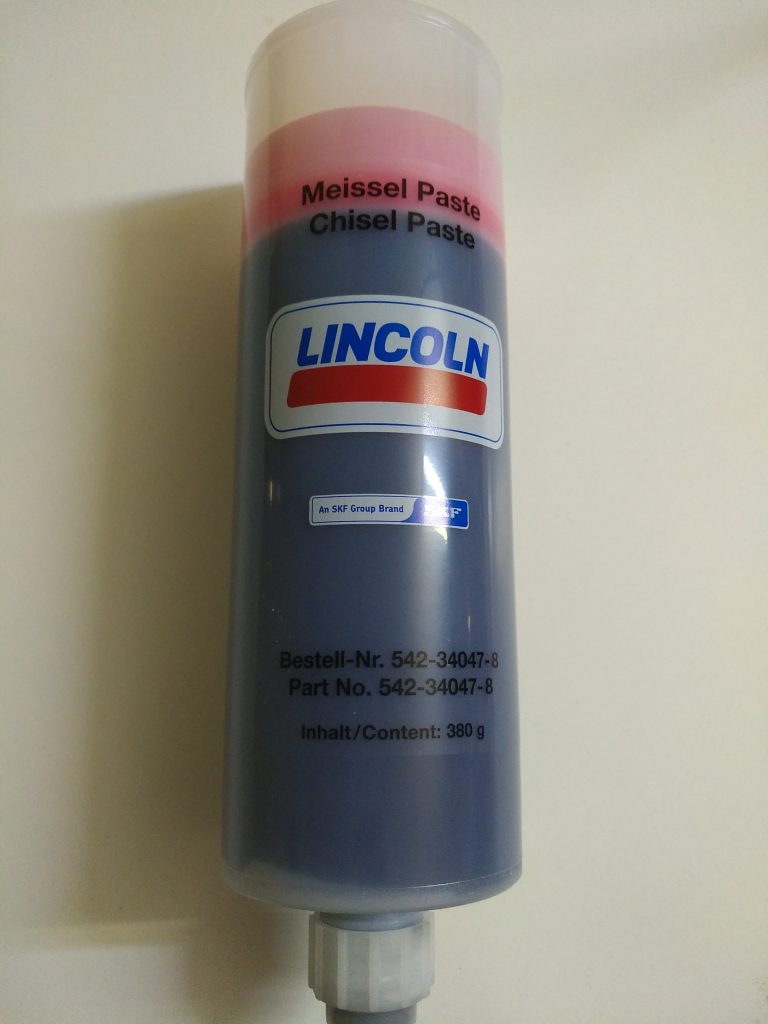 Meissel Paste
Chisel Paste
LINCOLN
An SKF Group Brand SKF
Bestell-Nr. 542-34047-8
Part No. 542-34047-8
Inhalt/Content: 380 g